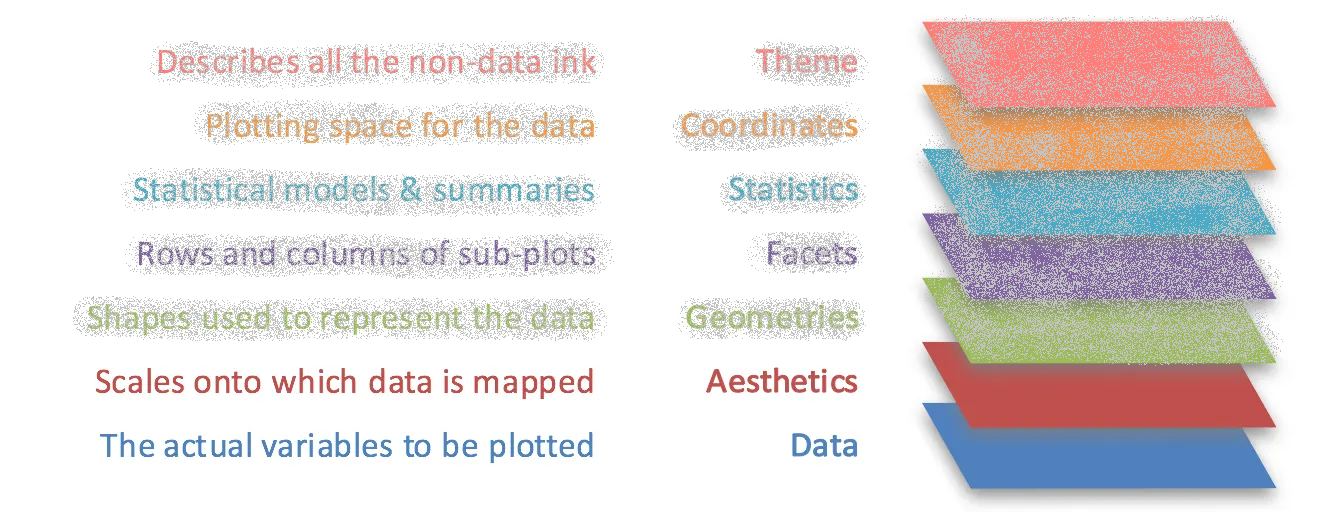 Describes all the non-data ink Theme
Plotting space for the data Coordinates
Statistical models & summaries Statistics
Rows and columns of sub-plots Facets
Shapes used to represent the data Geometries
Scales onto which data is mapped Aesthetics
The actual variables to be plotted Data